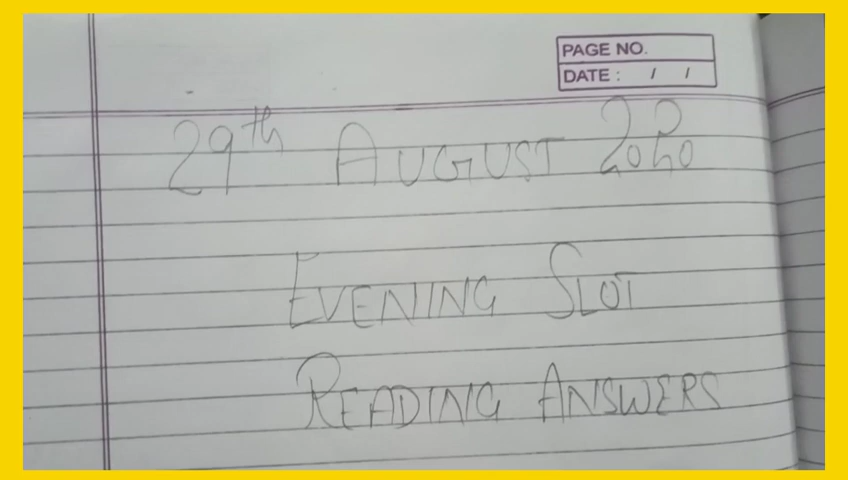 PAGE NO.
DATE : / /
29th AUGUST 2020
EVENING SLOT
READING ANSWERS